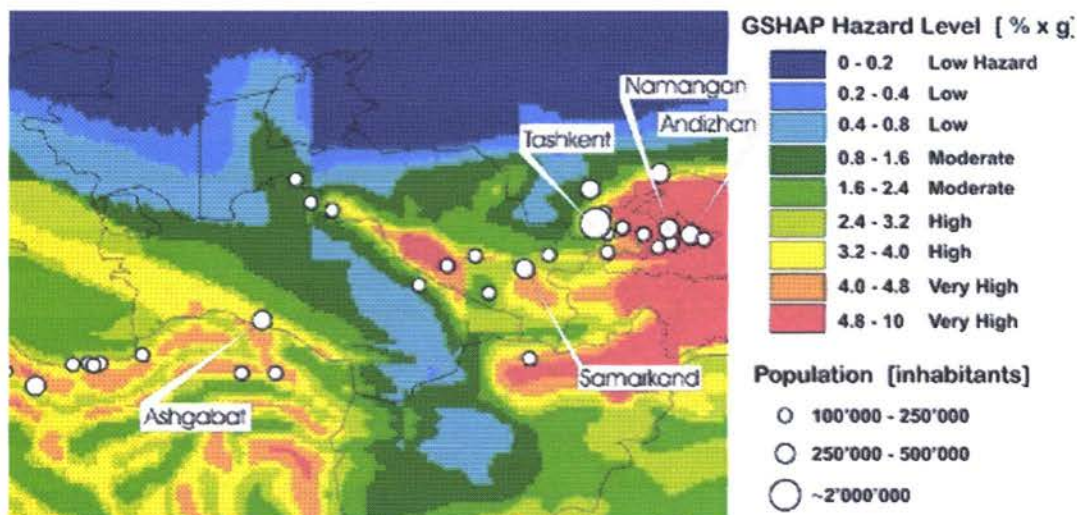 GSHAP Hazard Level [ % x g]
0 - 0.2 Low Hazard
0.2 - 0.4 Low
0.4 - 0.8 Low
0.8 - 1.6 Moderate
1.6 - 2.4 Moderate
2.4 - 3.2 High
3.2 - 4.0 High
4.0 - 4.8 Very High
4.8 - 10 Very High
Population [inhabitants]
100'000 - 250'000
250'000 - 500'000
~2'000'000
Namangan
Andizhan
Tashkent
Samarkand
Ashgabat